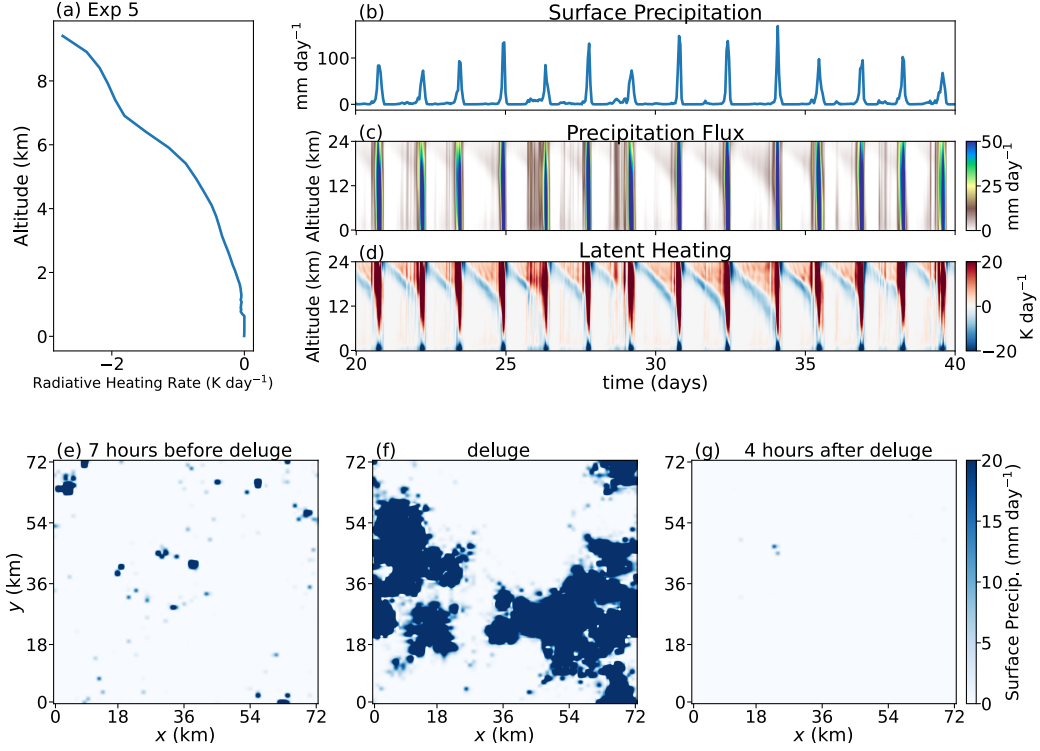 (a) Exp 5
Altitude (km)
8
6
4
2
0
−2
0
Radiative Heating Rate (K day⁻¹)
(b) Surface Precipitation
mm day⁻¹
100
0
(c) Precipitation Flux
Altitude (km)
24
12
0
50
25
0
mm day⁻¹
(d) Latent Heating
Altitude (km)
24
12
0
20
0
−20
K day⁻¹
20 25 30 35 40
time (days)
(e) 7 hours before deluge
y (km)
72
54
36
18
0
0 18 36 54 72
x (km)
(f) deluge
72
54
36
18
0
0 18 36 54 72
x (km)
(g) 4 hours after deluge
72
54
36
18
0
0 18 36 54 72
x (km)
20
15
10
5
0
Surface Precip. (mm day⁻¹)